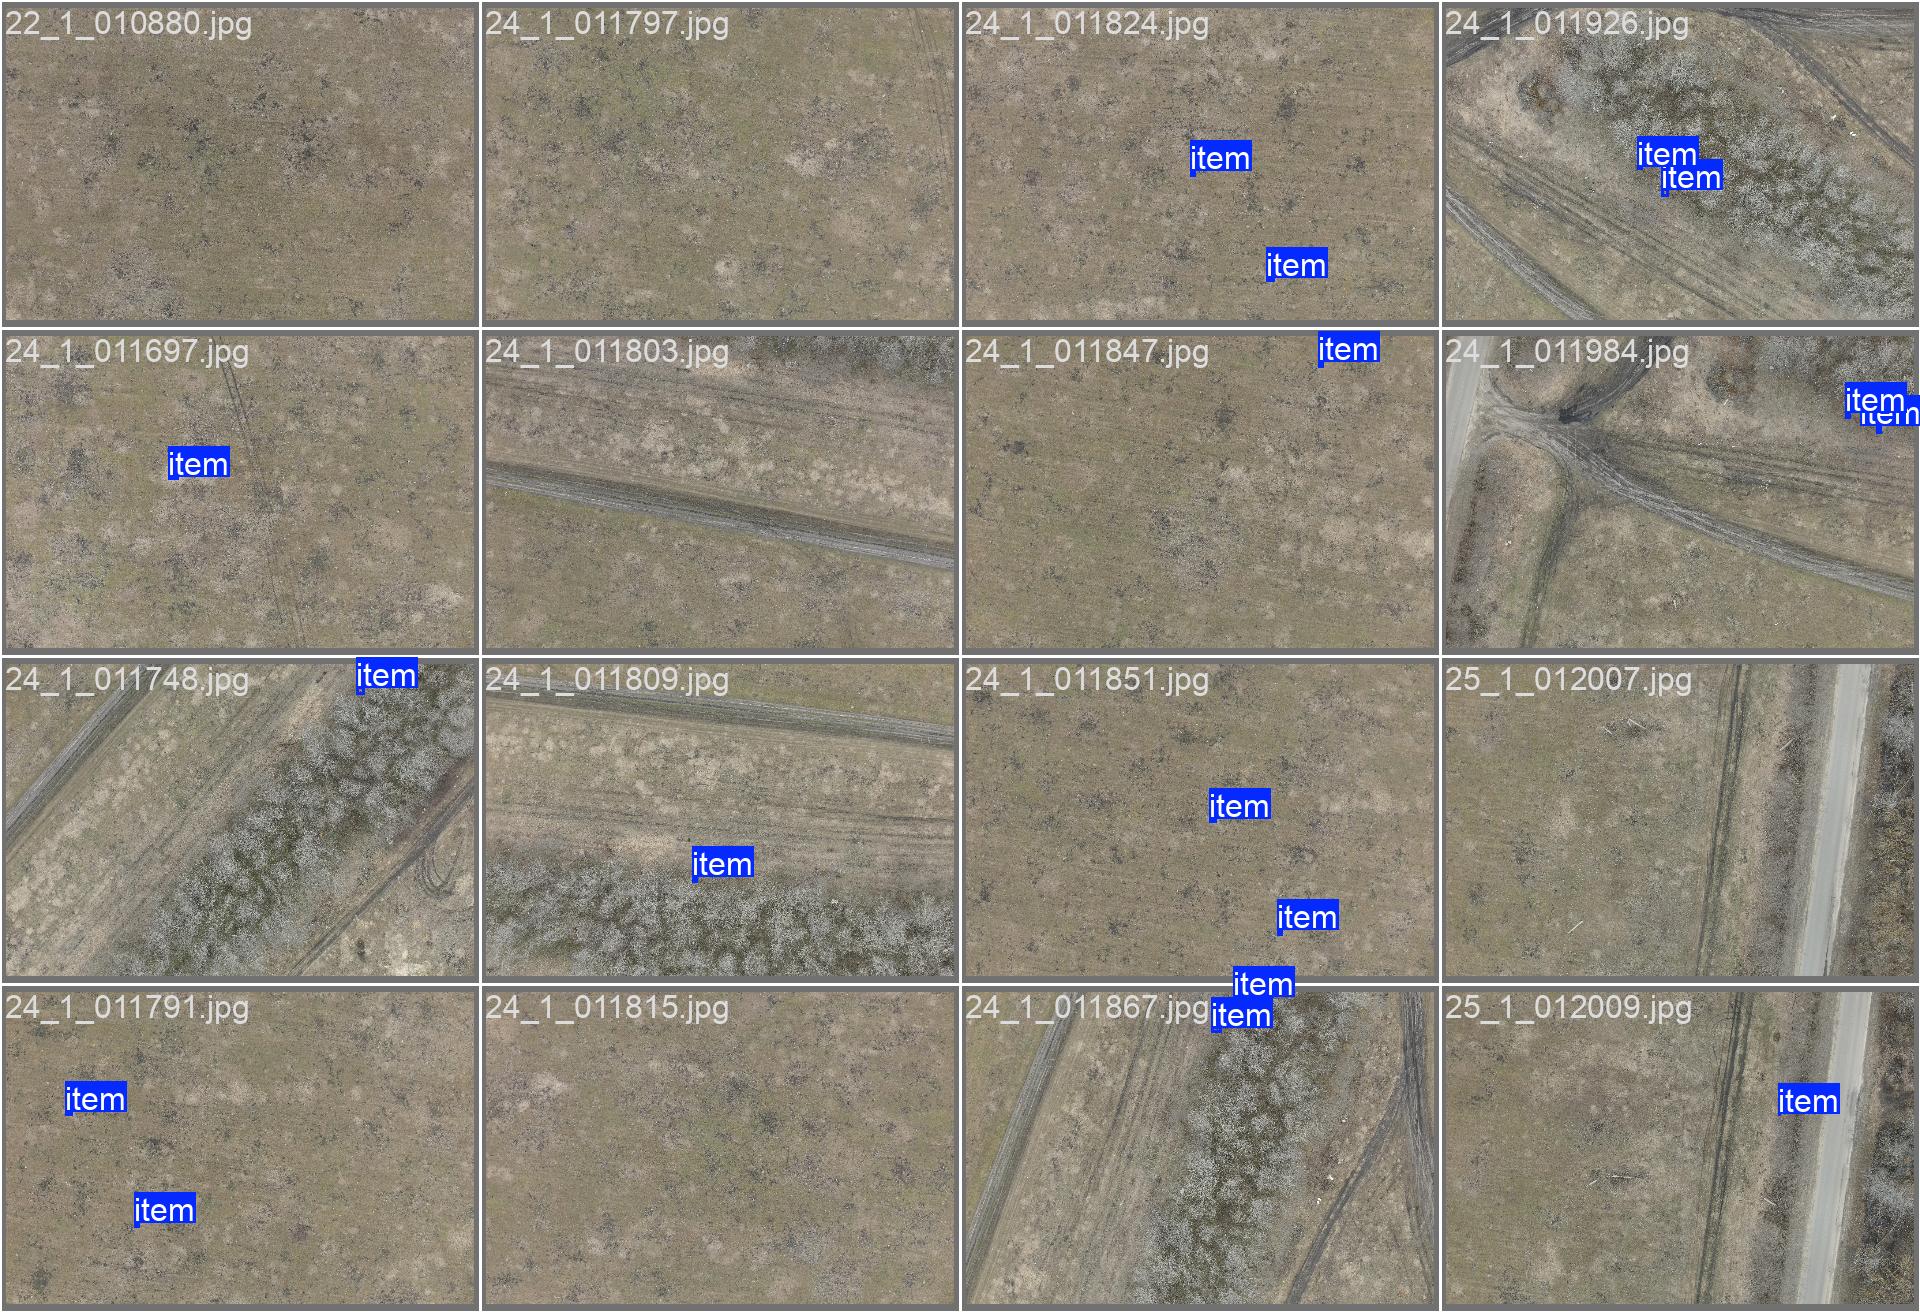 22_1_010880.jpg
24_1_011797.jpg
24_1_011824.jpg
item
item
24_1_011926.jpg
item
item
24_1_011697.jpg
item
24_1_011803.jpg
24_1_011847.jpg
item
24_1_011984.jpg
item
item
24_1_011748.jpg
item
24_1_011809.jpg
item
24_1_011851.jpg
item
item
25_1_012007.jpg
24_1_011791.jpg
item
item
24_1_011815.jpg
24_1_011867.jpg
item
item
25_1_012009.jpg
item